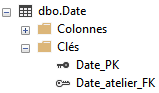 dbo.Date
Colonnes
Clés
Date_PK
Date_atelier_FK